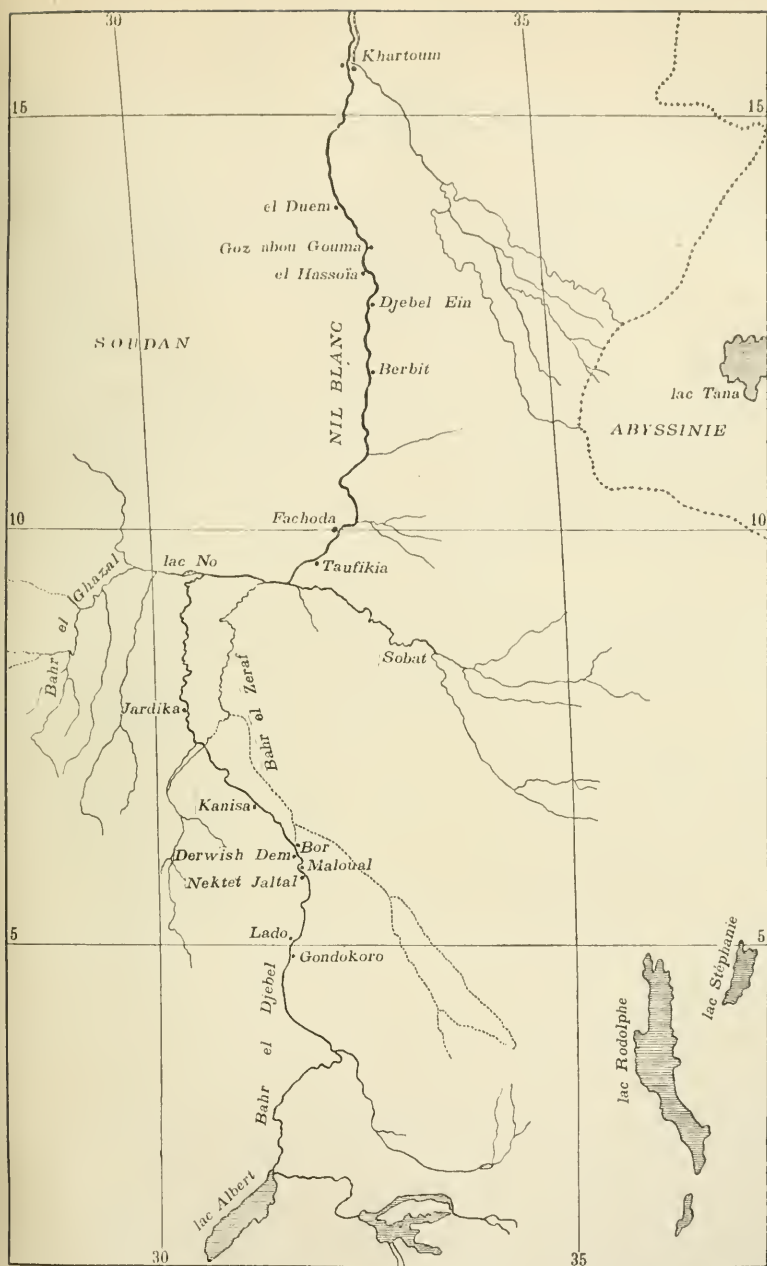 30
35
Khartoum
15
15
el Duem
Goz abou Gouma
el Hassoïa
Djebel Ein
SOUDAN
NIL BLANC
Berbit
lac Tana
ABYSSINIE
Fachoda
10
10
lac No
Taufikia
Bahr el Ghazal
Sobat
Bahr el Zeraf
Jardika
Kanisa
Bor
Derwish Dem
Maloual
Nektet Jaltal
Lado
5
5
Gondokoro
lac Stéphanie
lac Rodolphe
Bahr el Djebel
lac Albert
30
35